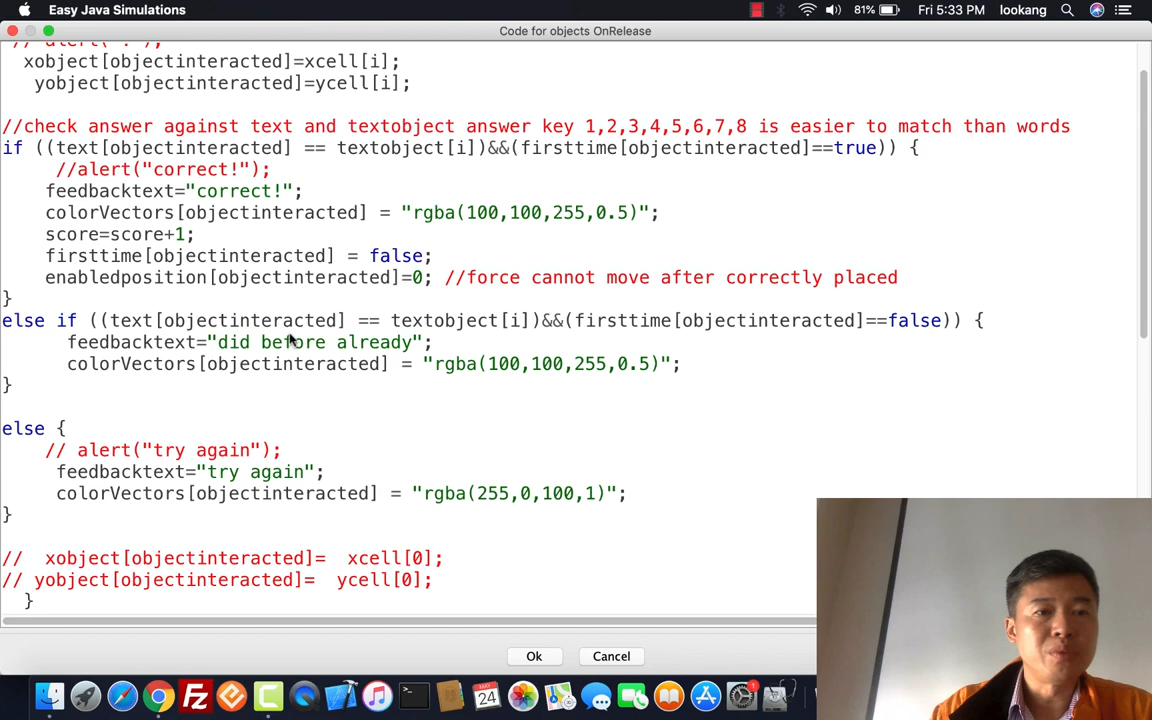 Easy Java Simulations
81%
Fri 5:33 PM
lookang
Code for objects OnRelease
xobject[objectinteracted]=xcell[i];
yobject[objectinteracted]=ycell[i];
//check answer against text and textobject answer key 1,2,3,4,5,6,7,8 is easier to match than words
if ((text[objectinteracted] == textobject[i])&&(firsttime[objectinteracted]==true)) {
//alert("correct!");
feedbacktext="correct!";
colorVectors[objectinteracted] = "rgba(100,100,255,0.5)";
score=score+1;
firsttime[objectinteracted] = false;
enabledposition[objectinteracted]=0; //force cannot move after correctly placed
}
else if ((text[objectinteracted] == textobject[i])&&(firsttime[objectinteracted]==false)) {
feedbacktext="did before already";
colorVectors[objectinteracted] = "rgba(100,100,255,0.5)";
}
else {
// alert("try again");
feedbacktext="try again";
colorVectors[objectinteracted] = "rgba(255,0,100,1)";
}
// xobject[objectinteracted]= xcell[0];
// yobject[objectinteracted]= ycell[0];
}
Ok
Cancel
24
1